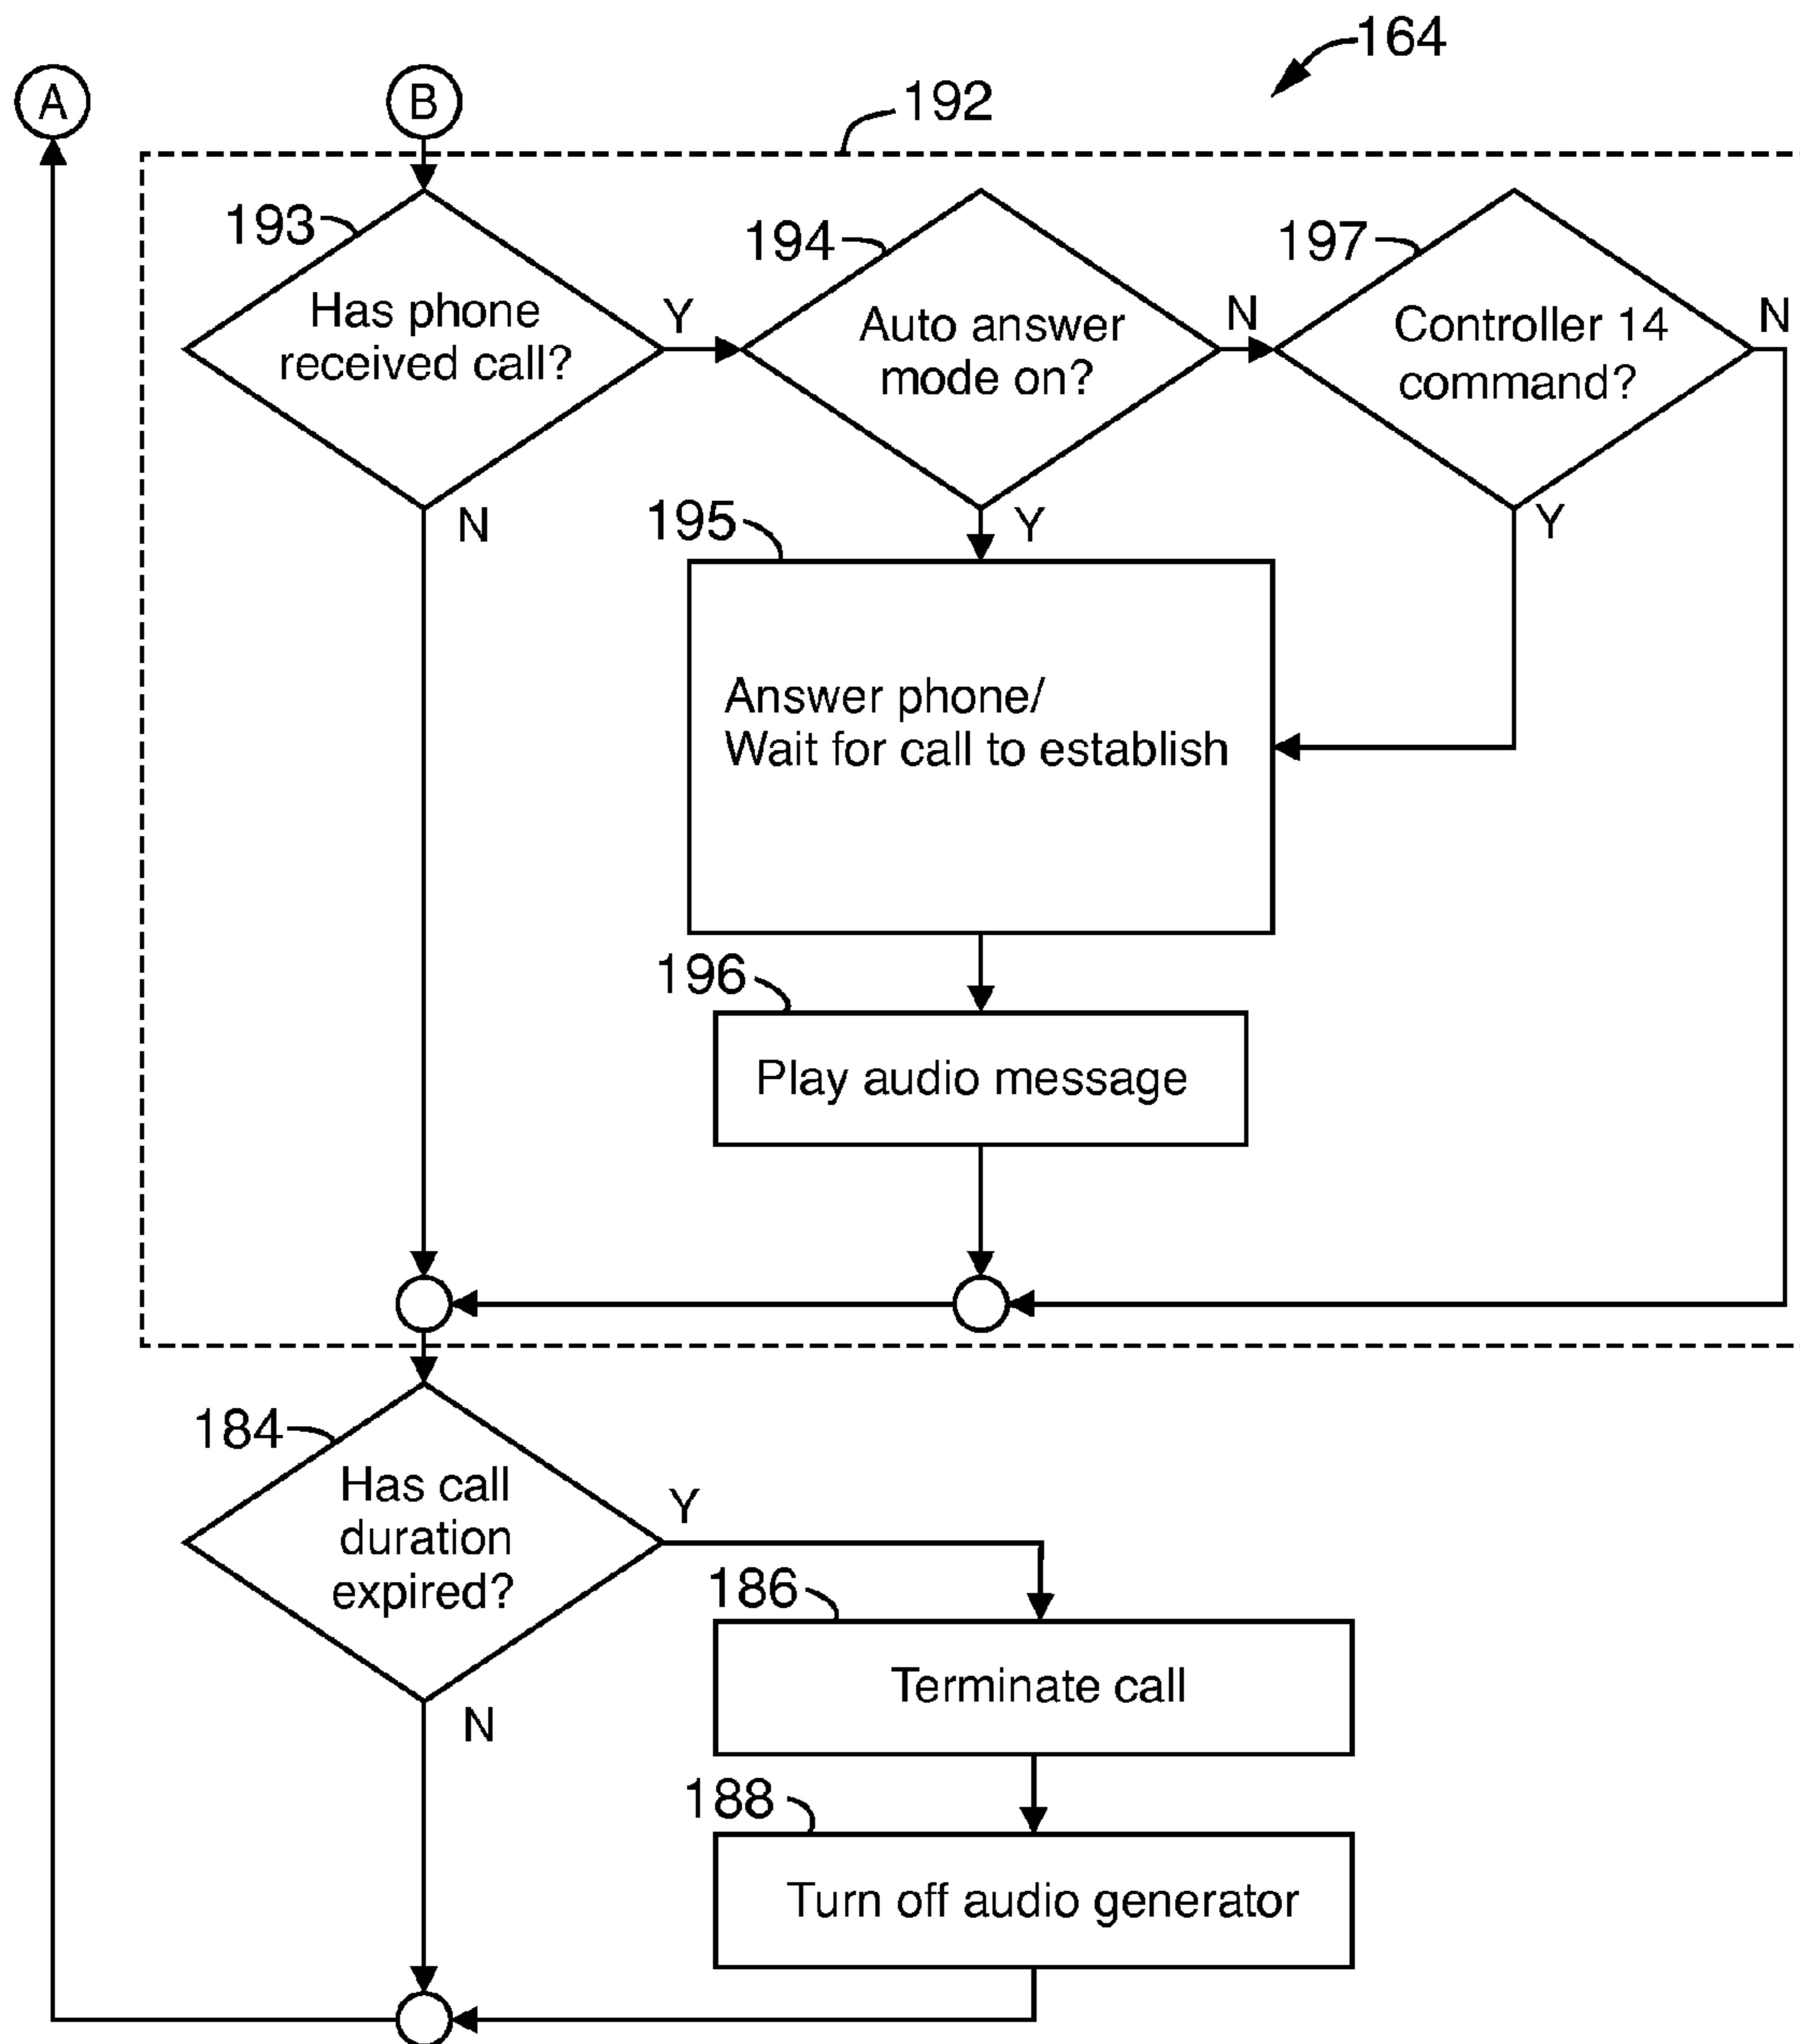 164
A
B
192
193
Has phone
received call?
Y
N
194
Auto answer
mode on?
N
Y
197
Controller 14
command?
N
Y
195
Answer phone/
Wait for call to establish
196
Play audio message
184
Has call
duration
expired?
Y
N
186
Terminate call
188
Turn off audio generator